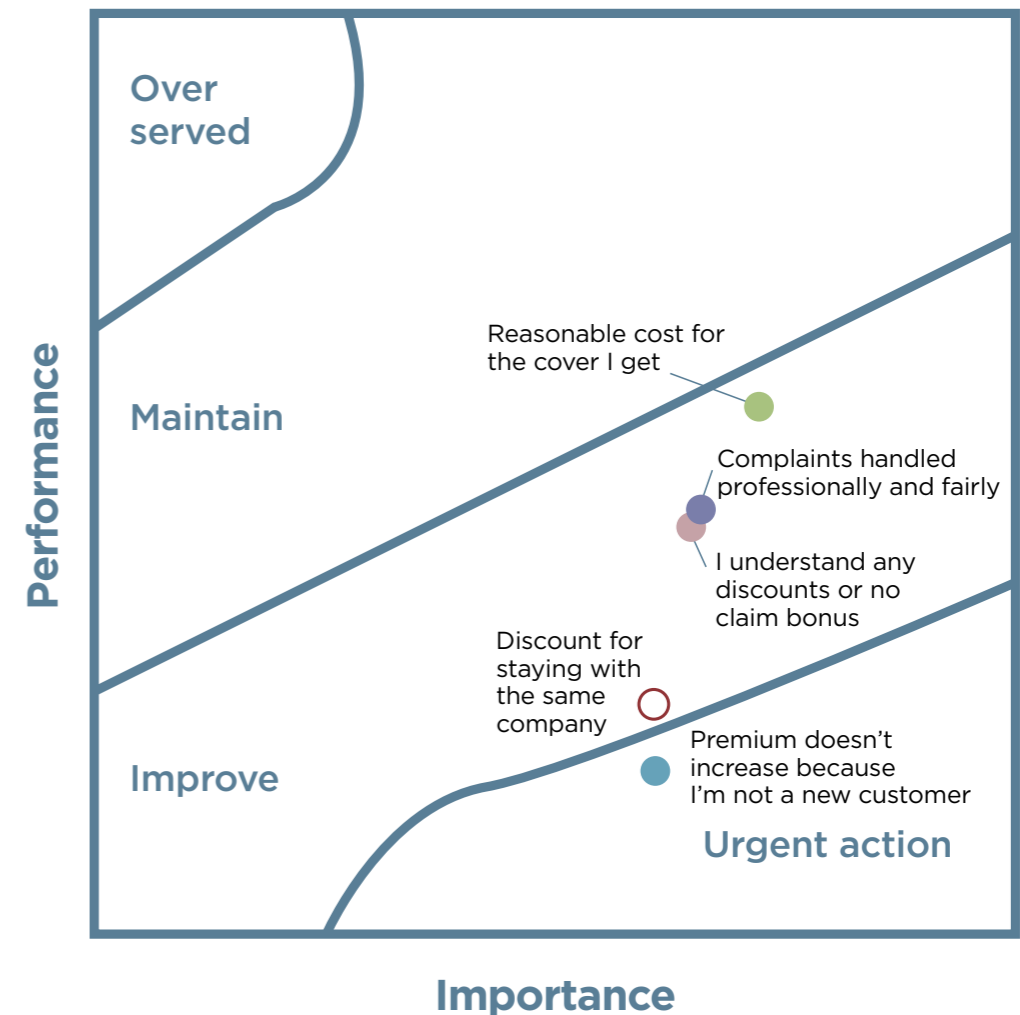 Over
served
Reasonable cost for
the cover I get
Maintain
Complaints handled
professionally and fairly
I understand any
discounts or no
claim bonus
Discount for
staying with
the same
company
Premium doesn’t
increase because
I’m not a new customer
Improve
Urgent action
Performance
Importance